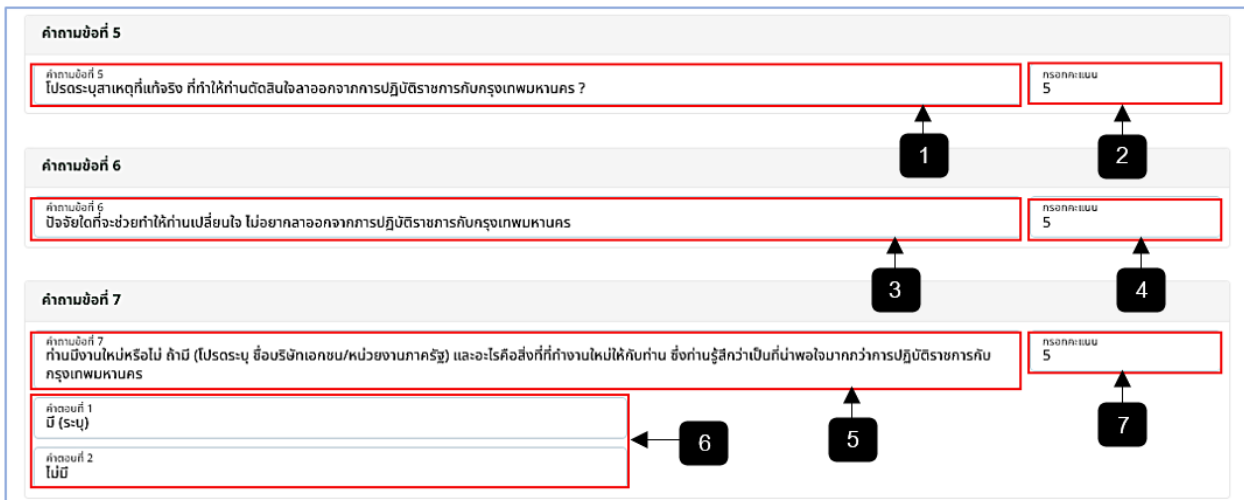 คำถามข้อที่ 5
คำถามข้อที่ 5
โปรดระบุสาเหตุที่แท้จริง ที่ทำให้ท่านตัดสินใจลาออกจากการปฏิบัติราชการกับกรุงเทพมหานคร ?
กรอกคะแนน
5
1
2
คำถามข้อที่ 6
คำถามข้อที่ 6
ปัจจัยใดที่จะช่วยทำให้ท่านเปลี่ยนใจ ไม่อยากลาออกจากการปฏิบัติราชการกับกรุงเทพมหานคร
กรอกคะแนน
5
3
4
คำถามข้อที่ 7
คำถามข้อที่ 7
ท่านมีงานใหม่หรือไม่ ถ้ามี (โปรดระบุ ชื่อบริษัทเอกชน/หน่วยงานภาครัฐ) และอะไรคือสิ่งที่ที่ทำงานใหม่ให้กับท่าน ซึ่งท่านรู้สึกว่าเป็นที่น่าพอใจมากกว่าการปฏิบัติราชการกับ
กรุงเทพมหานคร
กรอกคะแนน
5
คำตอบที่ 1
มี (ระบุ)
คำตอบที่ 2
ไม่มี
6
5
7